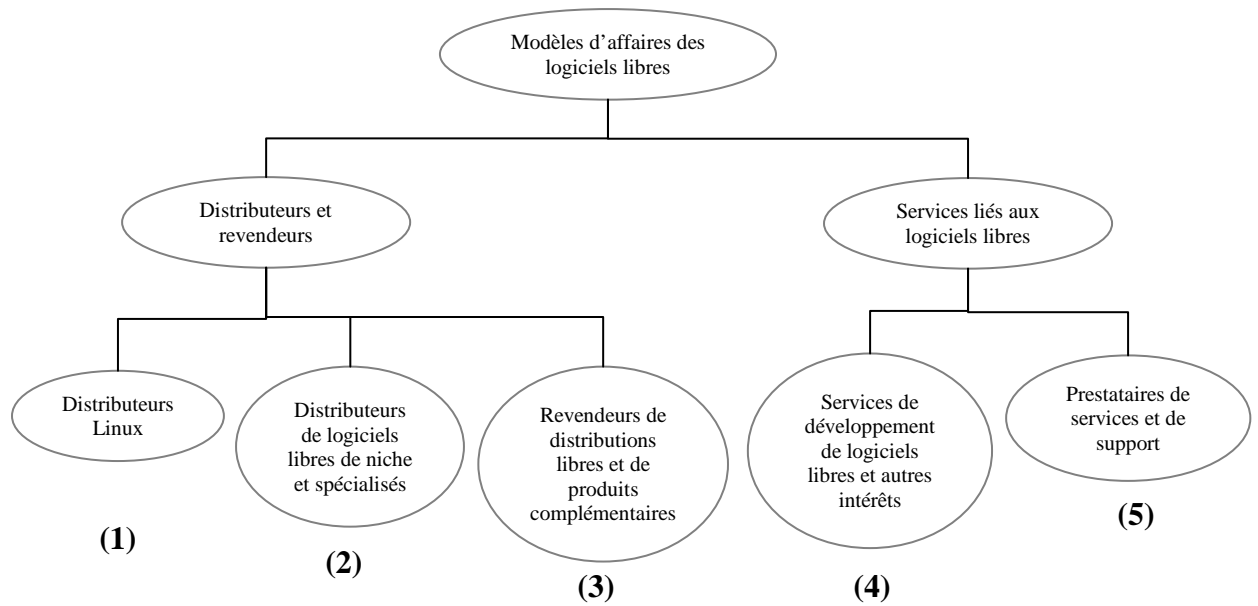 Modèles d'affaires des
logiciels libres
Distributeurs et
revendeurs
Services liés aux
logiciels libres
Distributeurs
Linux
Distributeurs
de logiciels
libres de niche
et spécialisés
Revendeurs de
distributions
libres et de
produits
complémentaires
Services de
développement
de logiciels
libres et autres
intérêts
Prestataires de
services et de
support
(1)
(2)
(3)
(4)
(5)